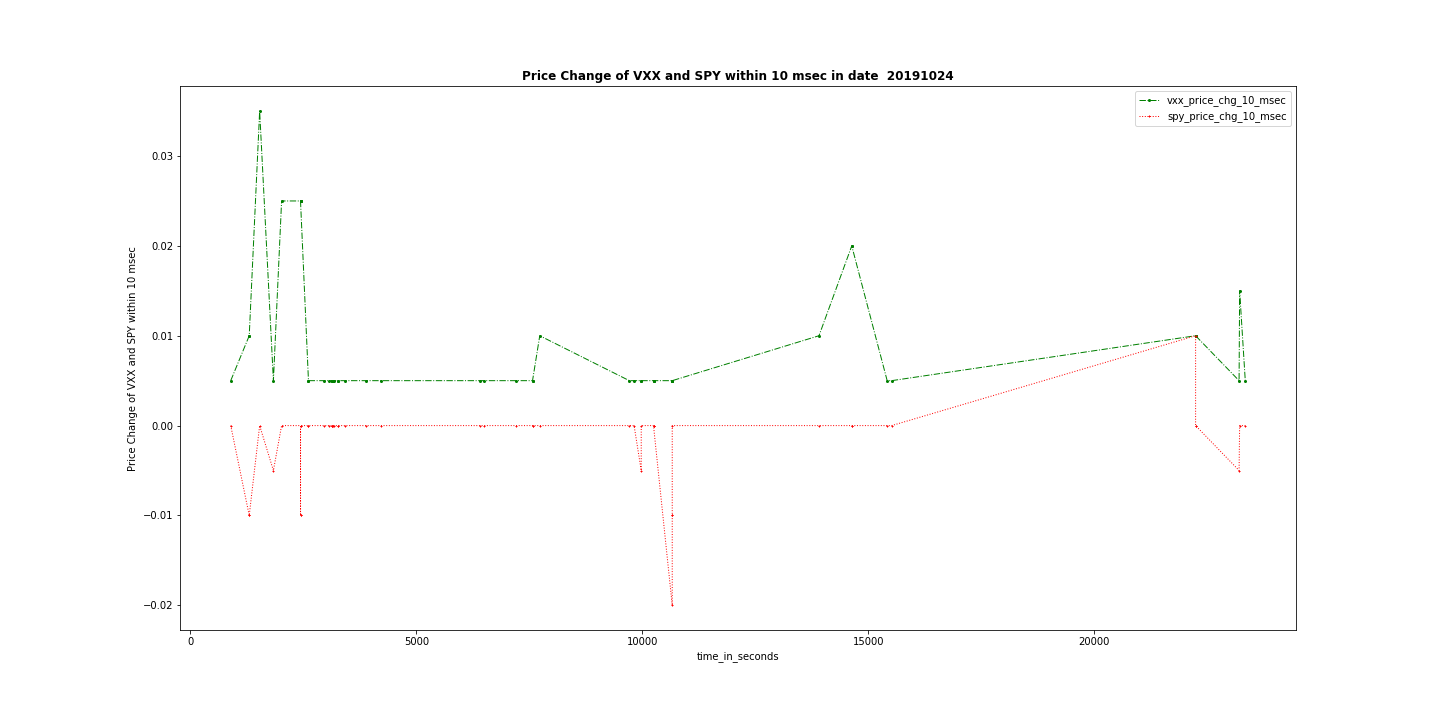 Price Change of VXX and SPY within 10 msec in date  20191024
vxx_price_chg_10_msec
spy_price_chg_10_msec
Price Change of VXX and SPY within 10 msec
0.03
0.02
0.01
0.00
−0.01
−0.02
0
5000
10000
15000
20000
time_in_seconds